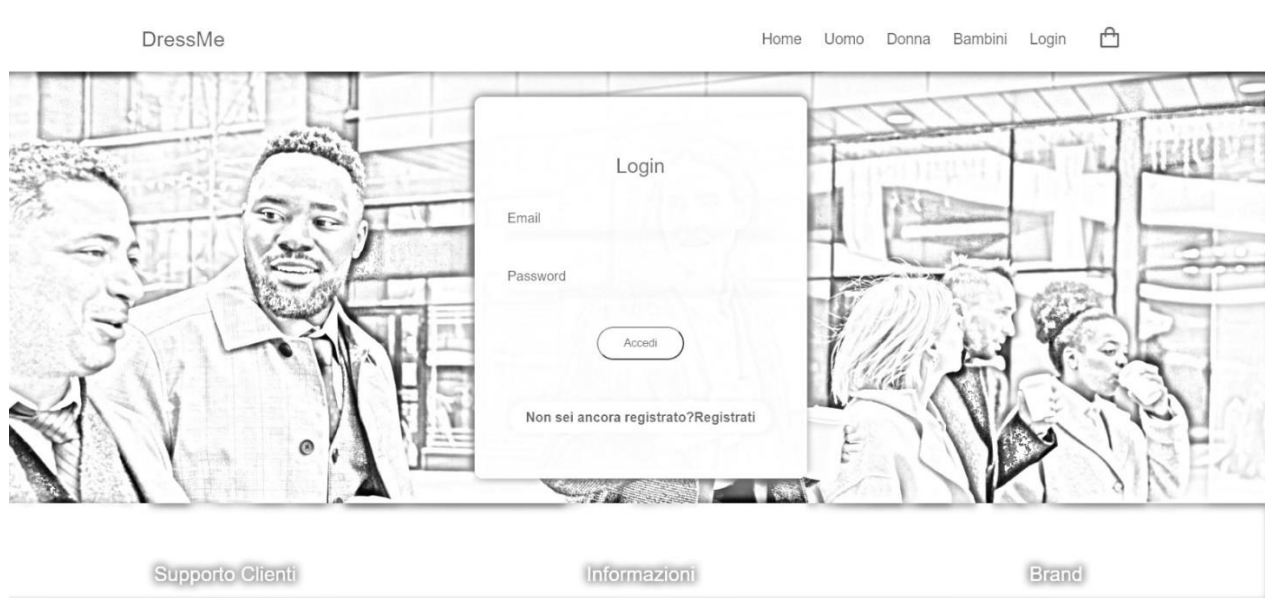 DressMe
Home Uomo Donna Bambini Login
Login
Email
Password
Accedi
Non sei ancora registrato?Registrati
Supporto Clienti Informazioni Brand